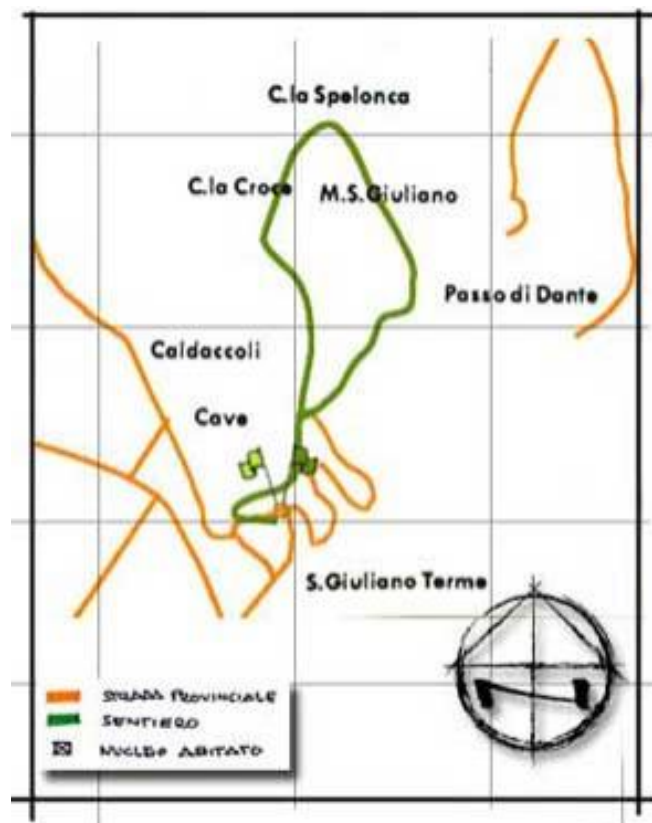 C.la Spelonca
C.la Croce
M.S.Giuliano
Passo di Dante
Caldaccoli
Cave
S.Giuliano Terme
STRADA PROVINCIALE
SENTIERO
NUCLEO ABITATO